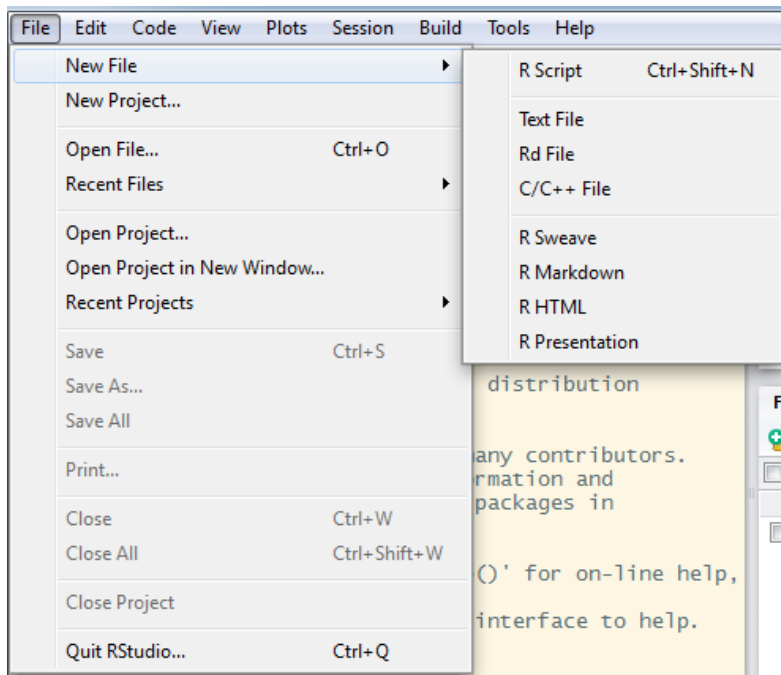 File Edit Code View Plots Session Build Tools Help
New File
New Project...
Open File... Ctrl+O
Recent Files
Open Project...
Open Project in New Window...
Recent Projects
Save Ctrl+S
Save As...
Save All
Print...
Close Ctrl+W
Close All Ctrl+Shift+W
Close Project
Quit RStudio... Ctrl+Q
R Script Ctrl+Shift+N
Text File
Rd File
C/C++ File
R Sweave
R Markdown
R HTML
R Presentation
distribution
contributors.
and
packages in
()' for on-line help,
interface to help.